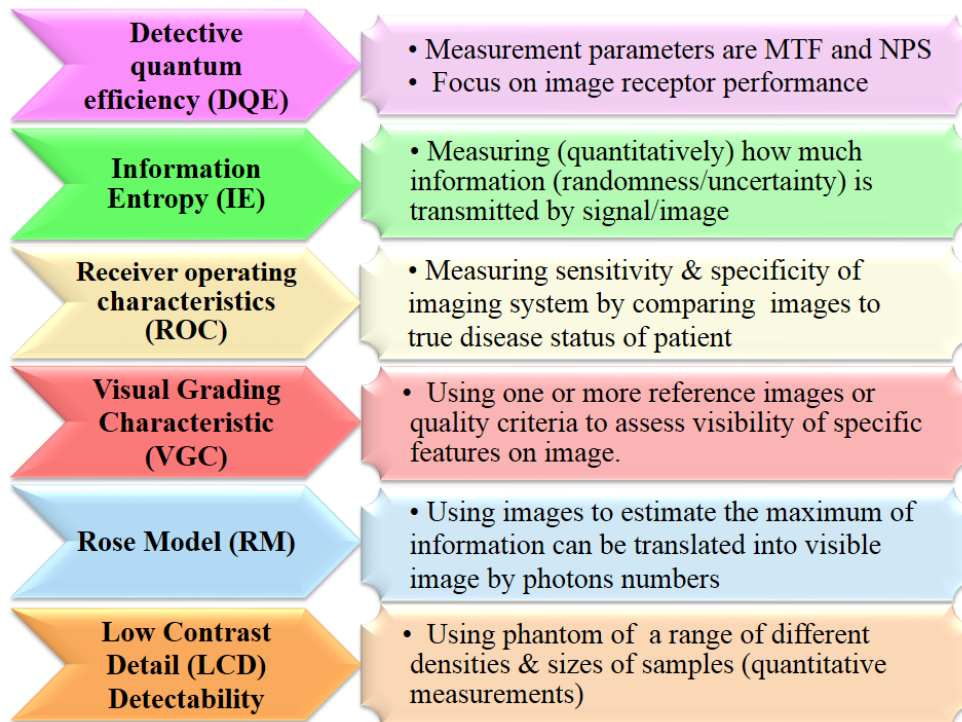 Detective
quantum
efficiency (DQE)
• Measurement parameters are MTF and NPS
• Focus on image receptor performance
Information
Entropy (IE)
• Measuring (quantitatively) how much
information (randomness/uncertainty) is
transmitted by signal/image
Receiver operating
characteristics
(ROC)
• Measuring sensitivity & specificity of
imaging system by comparing images to
true disease status of patient
Visual Grading
Characteristic
(VGC)
• Using one or more reference images or
quality criteria to assess visibility of specific
features on image.
Rose Model (RM)
• Using images to estimate the maximum of
information can be translated into visible
image by photons numbers
Low Contrast
Detail (LCD)
Detectability
• Using phantom of a range of different
densities & sizes of samples (quantitative
measurements)